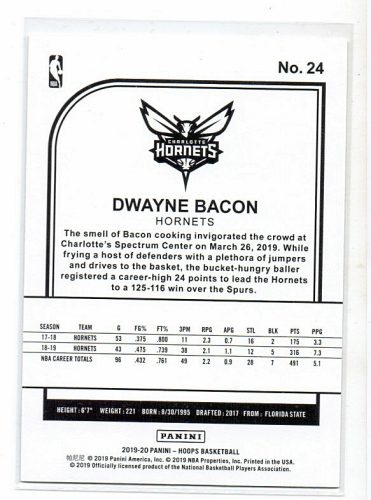 No. 24
NBA
CHARLOTTE
HORNETS
DWAYNE BACON
HORNETS
The smell of Bacon cooking invigorated the crowd at
Charlotte's Spectrum Center on March 26, 2019. While
frying a host of defenders with a plethora of jumpers
and drives to the basket, the bucket-hungry baller
registered a career-high 24 points to lead the Hornets
to a 125-116 win over the Spurs.
SEASON TEAM G FG% FT% 3PM RPG APG STL BLK PTS PPG
17-18 HORNETS 53 .375 .800 11 2.3 0.7 16 2 175 3.3
18-19 HORNETS 43 .475 .739 38 2.1 1.1 12 5 316 7.3
NBA CAREER TOTALS 96 .432 .761 49 2.2 0.9 28 7 491 5.1
HEIGHT: 6'7" WEIGHT: 221 BORN: 8/30/1995 DRAFTED: 2017 FROM: FLORIDA STATE
PANINI
2019-20 PANINI – HOOPS BASKETBALL
帕尼尼 © 2019 Panini America, Inc. © 2019 NBA Properties, Inc. Printed in the USA.
© 2019 Officially licensed product of the National Basketball Players Association.